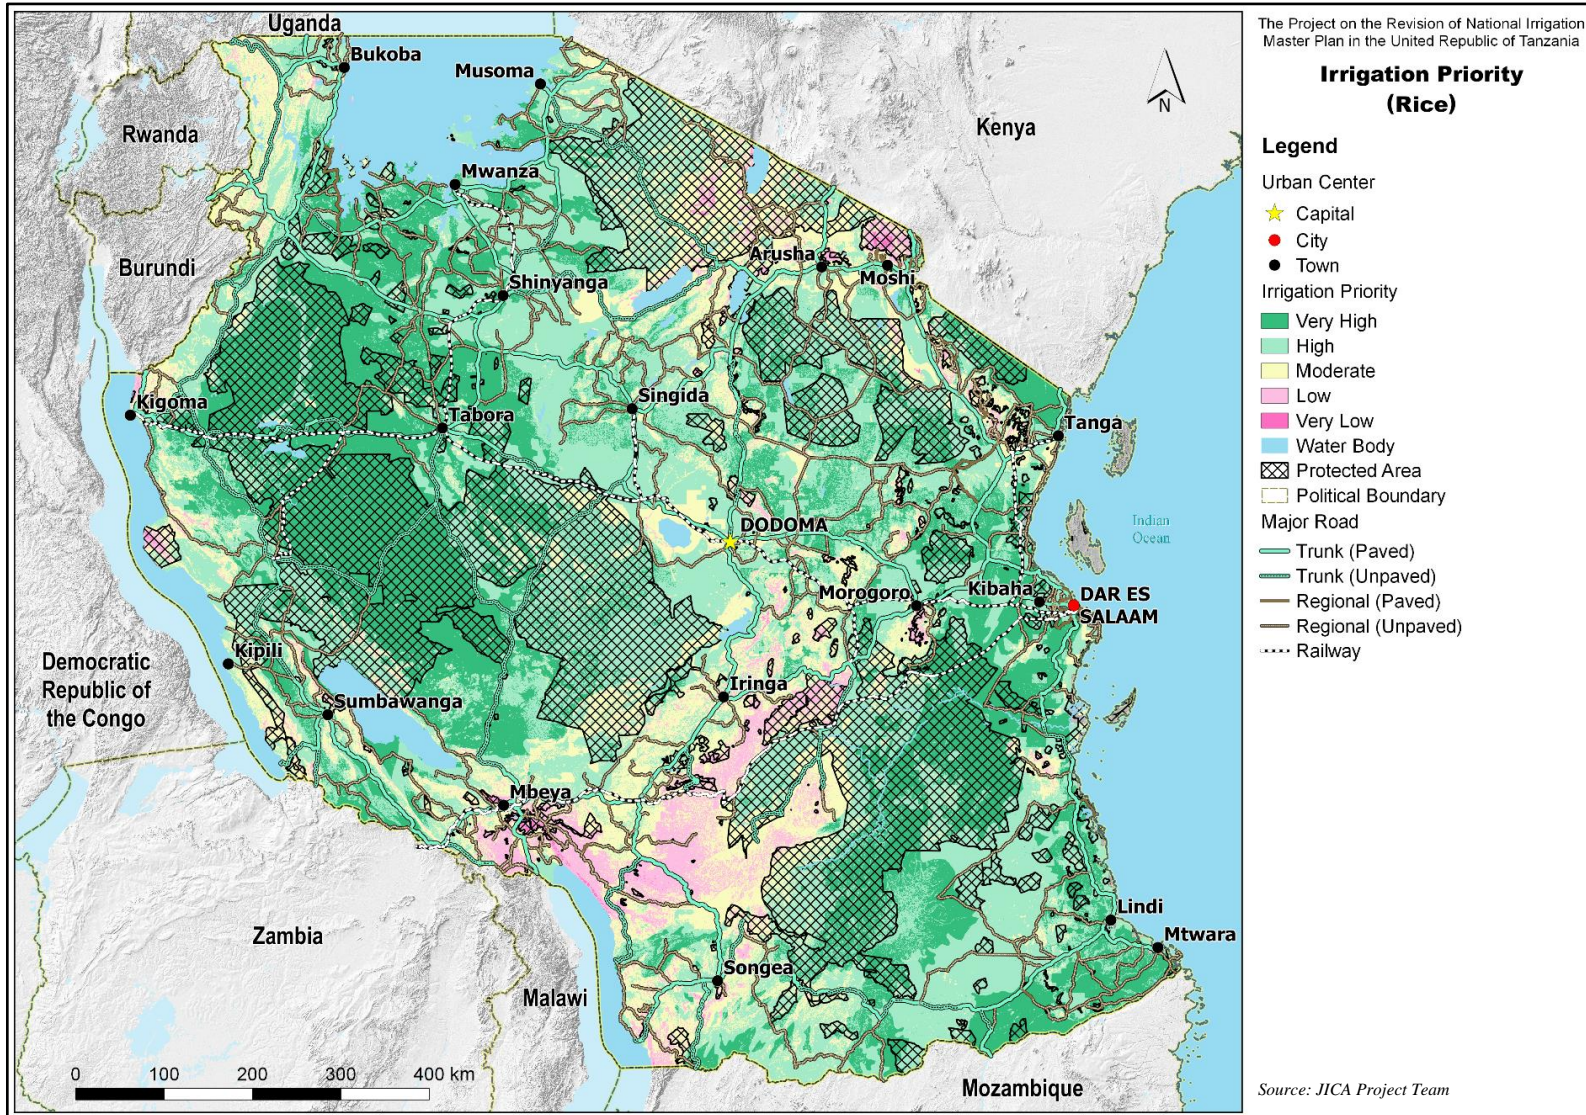 The Project on the Revision of National Irrigation
Master Plan in the United Republic of Tanzania
Irrigation Priority
(Rice)
Legend
Urban Center
Capital
City
Town
Irrigation Priority
Very High
High
Moderate
Low
Very Low
Water Body
Protected Area
Political Boundary
Major Road
Trunk (Paved)
Trunk (Unpaved)
Regional (Paved)
Regional (Unpaved)
Railway
Source: JICA Project Team
Uganda
Bukoba
Musoma
N
Rwanda
Kenya
Mwanza
Burundi
Arusha
Moshi
Shinyanga
Kigoma
Tabora
Singida
Tanga
DODOMA
Indian
Ocean
Morogoro
Kibaha
DAR ES
SALAAM
Democratic
Republic of
the Congo
Kipili
Sumbawanga
Iringa
Mbeya
Lindi
Mtwara
Zambia
Songea
Malawi
Mozambique
0 100 200 400 km